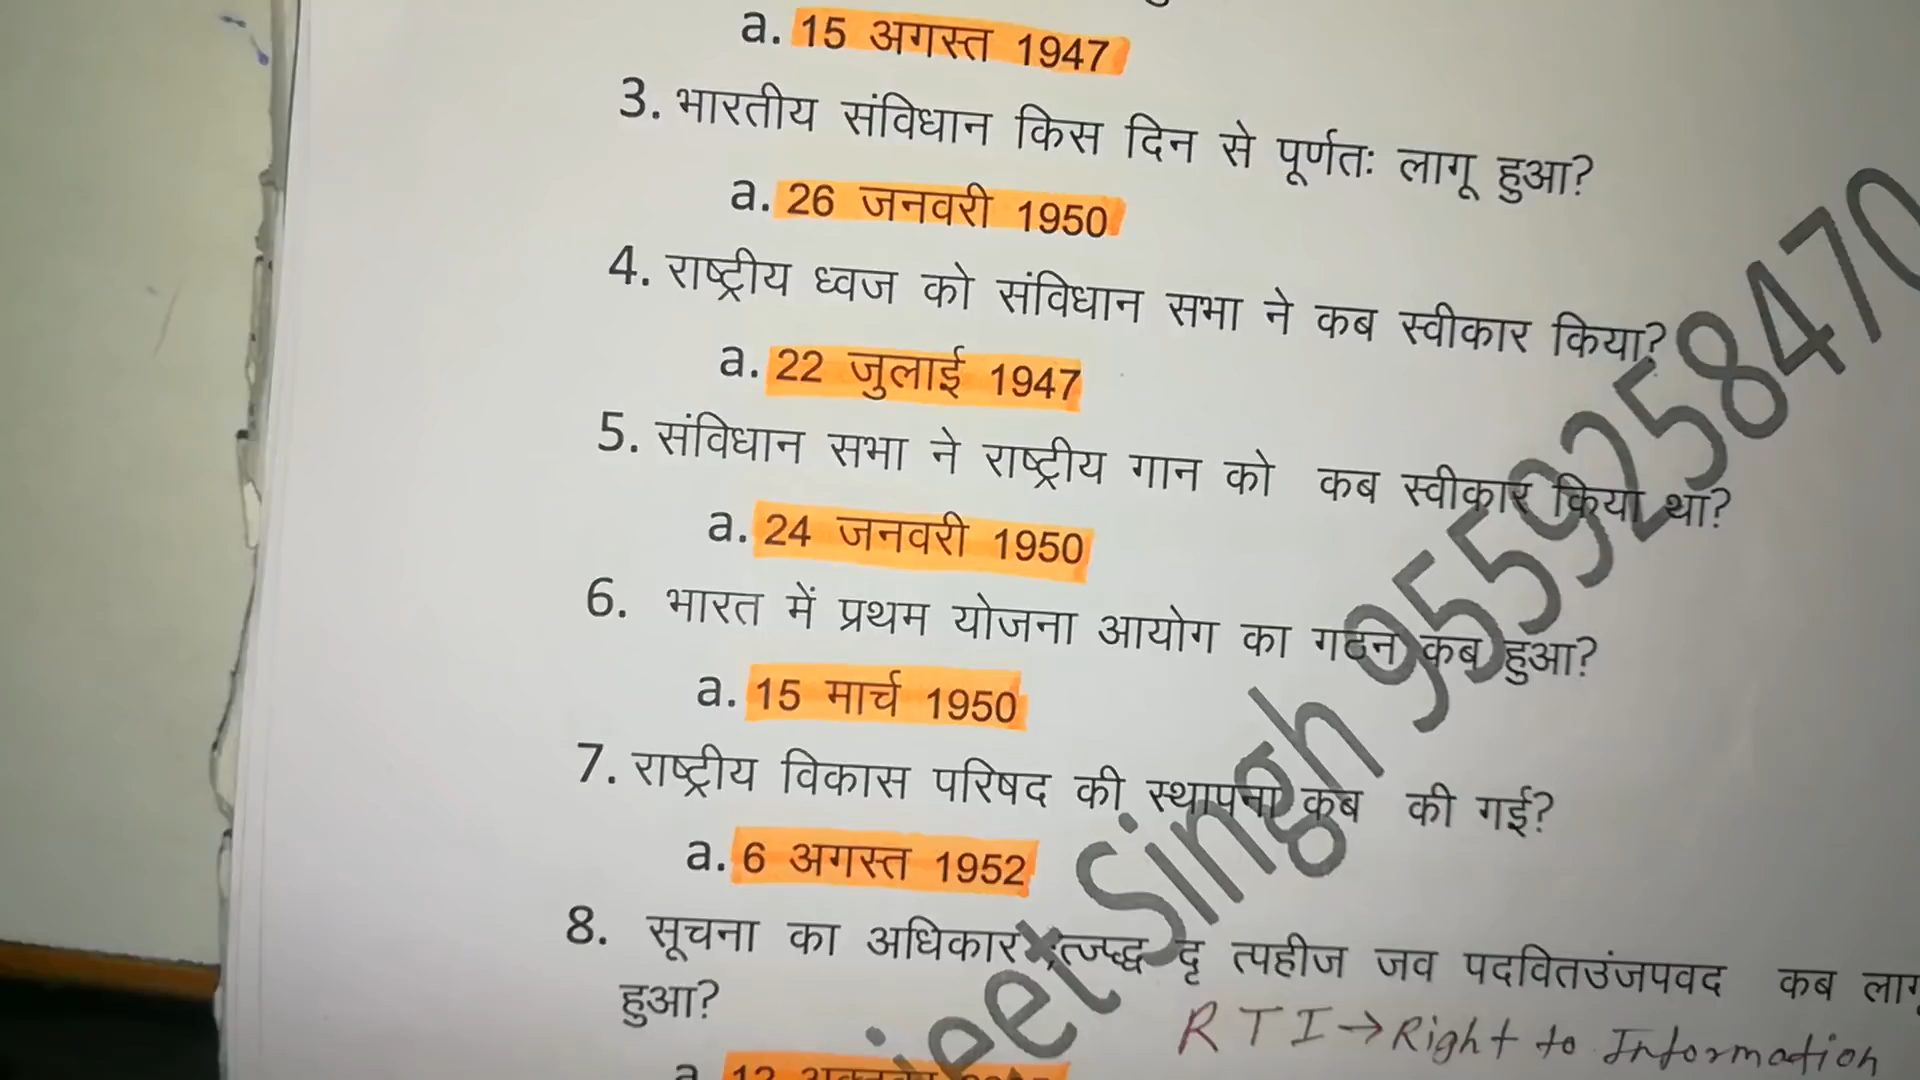 a. 15 अगस्त 1947
3. भारतीय संविधान किस दिन से पूर्णतः लागू हुआ?
a. 26 जनवरी 1950
4. राष्ट्रीय ध्वज को संविधान सभा ने कब स्वीकार किया?
a. 22 जुलाई 1947
5. संविधान सभा ने राष्ट्रीय गान को कब स्वीकार किया था?
a. 24 जनवरी 1950
6. भारत में प्रथम योजना आयोग का गठन कब हुआ?
a. 15 मार्च 1950
7. राष्ट्रीय विकास परिषद की स्थापना कब की गई?
a. 6 अगस्त 1952
8. सूचना का अधिकार दृ त्पहीज जव पदवितउंजपवद कब
हुआ?
RTI→Right to Information
a. 12
Singh 9559258470